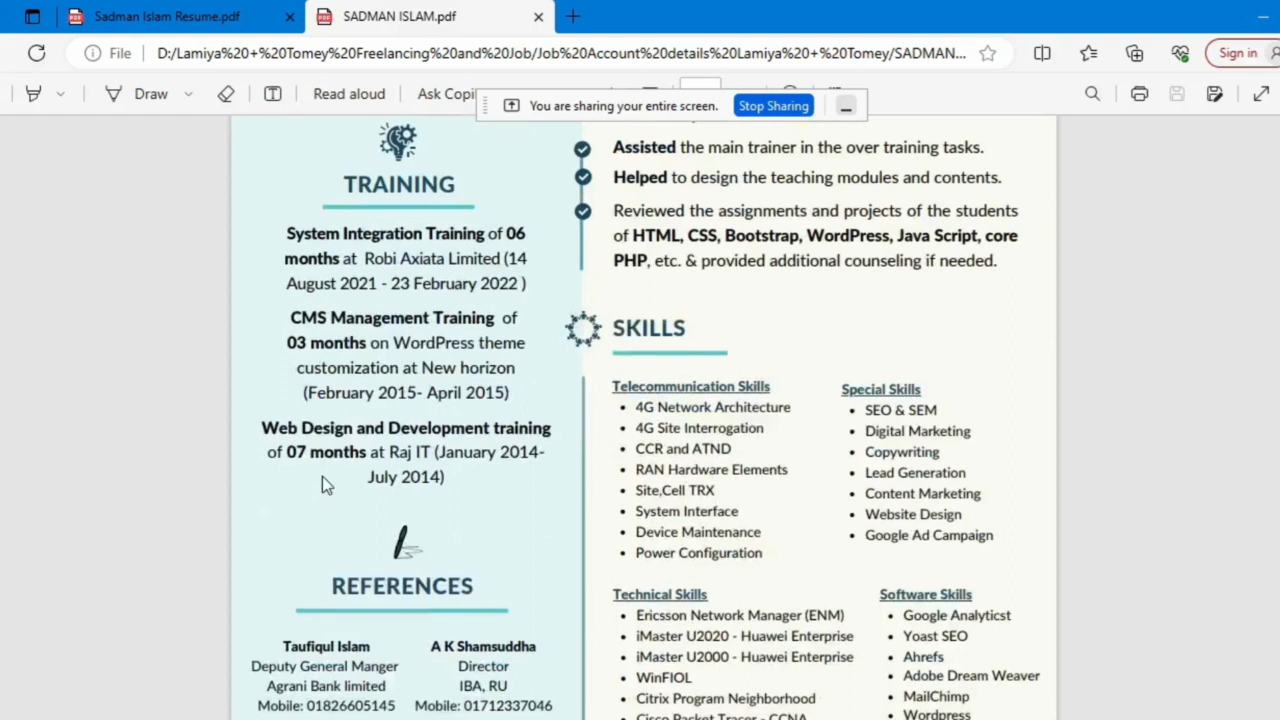 Sadman Islam Resume.pdf
SADMAN ISLAM.pdf
File
D:/Lamiya%20+%20Tomey%20Freelancing%20and%20Job/Job%20Account%20details%20Lamiya%20+%20Tomey/SADMAN...
Sign in
Draw
Read aloud
Ask Copi
You are sharing your entire screen.
Stop Sharing
TRAINING
System Integration Training of 06
months at Robi Axiata Limited (14
August 2021 - 23 February 2022 )
CMS Management Training of
03 months on WordPress theme
customization at New horizon
(February 2015- April 2015)
Web Design and Development training
of 07 months at Raj IT (January 2014-
July 2014)
REFERENCES
Taufiqul Islam
Deputy General Manger
Agrani Bank limited
Mobile: 01826605145
A K Shamsuddha
Director
IBA, RU
Mobile: 01712337046
Assisted the main trainer in the over training tasks.
Helped to design the teaching modules and contents.
Reviewed the assignments and projects of the students
of HTML, CSS, Bootstrap, WordPress, Java Script, core
PHP, etc. & provided additional counseling if needed.
SKILLS
Telecommunication Skills
4G Network Architecture
4G Site Interrogation
CCR and ATND
RAN Hardware Elements
Site,Cell TRX
System Interface
Device Maintenance
Power Configuration
Special Skills
SEO & SEM
Digital Marketing
Copywriting
Lead Generation
Content Marketing
Website Design
Google Ad Campaign
Technical Skills
Ericsson Network Manager (ENM)
iMaster U2020 - Huawei Enterprise
iMaster U2000 - Huawei Enterprise
WinFIOL
Citrix Program Neighborhood
Cisco Packet Tracer - CCNA
Software Skills
Google Analyticst
Yoast SEO
Ahrefs
Adobe Dream Weaver
MailChimp
Wordpress